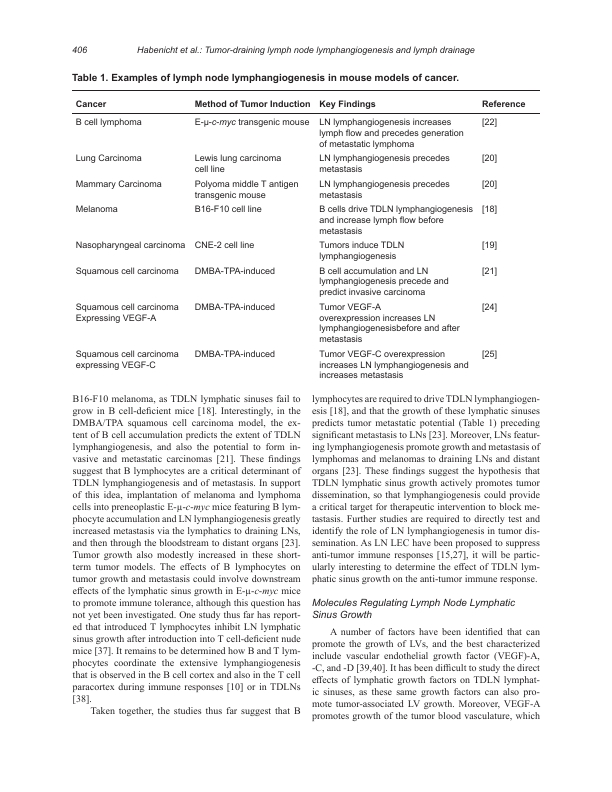 406
Habenicht et al.: Tumor-draining lymph node lymphangiogenesis and lymph drainage
Table 1. Examples of lymph node lymphangiogenesis in mouse models of cancer.
Cancer Method of Tumor Induction Key Findings Reference
B cell lymphoma E-μ-c-myc transgenic mouse LN lymphangiogenesis increases [22]
lymph flow and precedes generation
of metastatic lymphoma
Lung Carcinoma Lewis lung carcinoma LN lymphangiogenesis precedes [20]
cell line metastasis
Mammary Carcinoma Polyoma middle T antigen LN lymphangiogenesis precedes [20]
transgenic mouse metastasis
Melanoma B16-F10 cell line B cells drive TDLN lymphangiogenesis [18]
and increase lymph flow before
metastasis
Nasopharyngeal carcinoma CNE-2 cell line Tumors induce TDLN [19]
lymphangiogenesis
Squamous cell carcinoma DMBA-TPA-induced B cell accumulation and LN [21]
lymphangiogenesis precede and
predict invasive carcinoma
Squamous cell carcinoma DMBA-TPA-induced Tumor VEGF-A [24]
Expressing VEGF-A overexpression increases LN
lymphangiogenesisbefore and after
metastasis
Squamous cell carcinoma DMBA-TPA-induced Tumor VEGF-C overexpression [25]
expressing VEGF-C increases LN lymphangiogenesis and
increases metastasis
B16-F10 melanoma, as TDLN lymphatic sinuses fail to
grow in B cell-deficient mice [18]. Interestingly, in the
DMBA/TPA squamous cell carcinoma model, the ex-
tent of B cell accumulation predicts the extent of TDLN
lymphangiogenesis, and also the potential to form in-
vasive and metastatic carcinomas [21]. These findings
suggest that B lymphocytes are a critical determinant of
TDLN lymphangiogenesis and of metastasis. In support
of this idea, implantation of melanoma and lymphoma
cells into preneoplastic E-μ-c-myc mice featuring B lym-
phocyte accumulation and LN lymphangiogenesis greatly
increased metastasis via the lymphatics to draining LNs,
and then through the bloodstream to distant organs [23].
Tumor growth also modestly increased in these short-
term tumor models. The effects of B lymphocytes on
tumor growth and metastasis could involve downstream
effects of the lymphatic sinus growth in E-μ-c-myc mice
to promote immune tolerance, although this question has
not yet been investigated. One study thus far has report-
ed that introduced T lymphocytes inhibit LN lymphatic
sinus growth after introduction into T cell-deficient nude
mice [37]. It remains to be determined how B and T lym-
phocytes coordinate the extensive lymphangiogenesis
that is observed in the B cell cortex and also in the T cell
paracortex during immune responses [10] or in TDLNs
[38].
Taken together, the studies thus far suggest that B
lymphocytes are required to drive TDLN lymphangiogen-
esis [18], and that the growth of these lymphatic sinuses
predicts tumor metastatic potential (Table 1) preceding
significant metastasis to LNs [23]. Moreover, LNs featur-
ing lymphangiogenesis promote growth and metastasis of
lymphomas and melanomas to draining LNs and distant
organs [23]. These findings suggest the hypothesis that
TDLN lymphatic sinus growth actively promotes tumor
dissemination, so that lymphangiogenesis could provide
a critical target for therapeutic intervention to block me-
tastasis. Further studies are required to directly test and
identify the role of LN lymphangiogenesis in tumor dis-
semination. As LN LEC have been proposed to suppress
anti-tumor immune responses [15,27], it will be partic-
ularly interesting to determine the effect of TDLN lym-
phatic sinus growth on the anti-tumor immune response.
Molecules Regulating Lymph Node Lymphatic
Sinus Growth
A number of factors have been identified that can
promote the growth of LVs, and the best characterized
include vascular endothelial growth factor (VEGF)-A,
-C, and -D [39,40]. It has been difficult to study the direct
effects of lymphatic growth factors on TDLN lymphat-
ic sinuses, as these same growth factors can also pro-
mote tumor-associated LV growth. Moreover, VEGF-A
promotes growth of the tumor blood vasculature, which